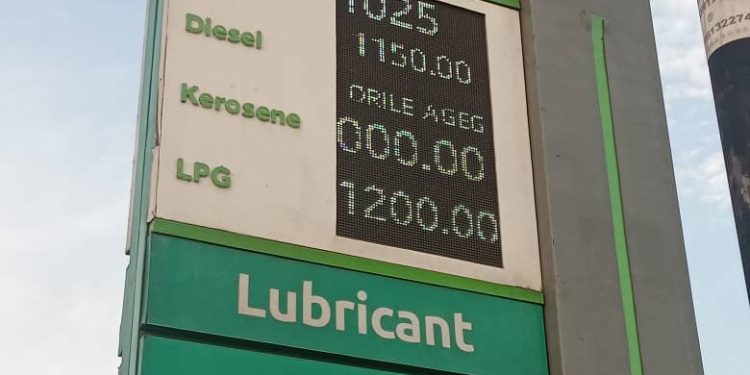 1025
Diesel
1150.00
ORILE AGEG
Kerosene
000.00
LPG
1200.00
Lubricant